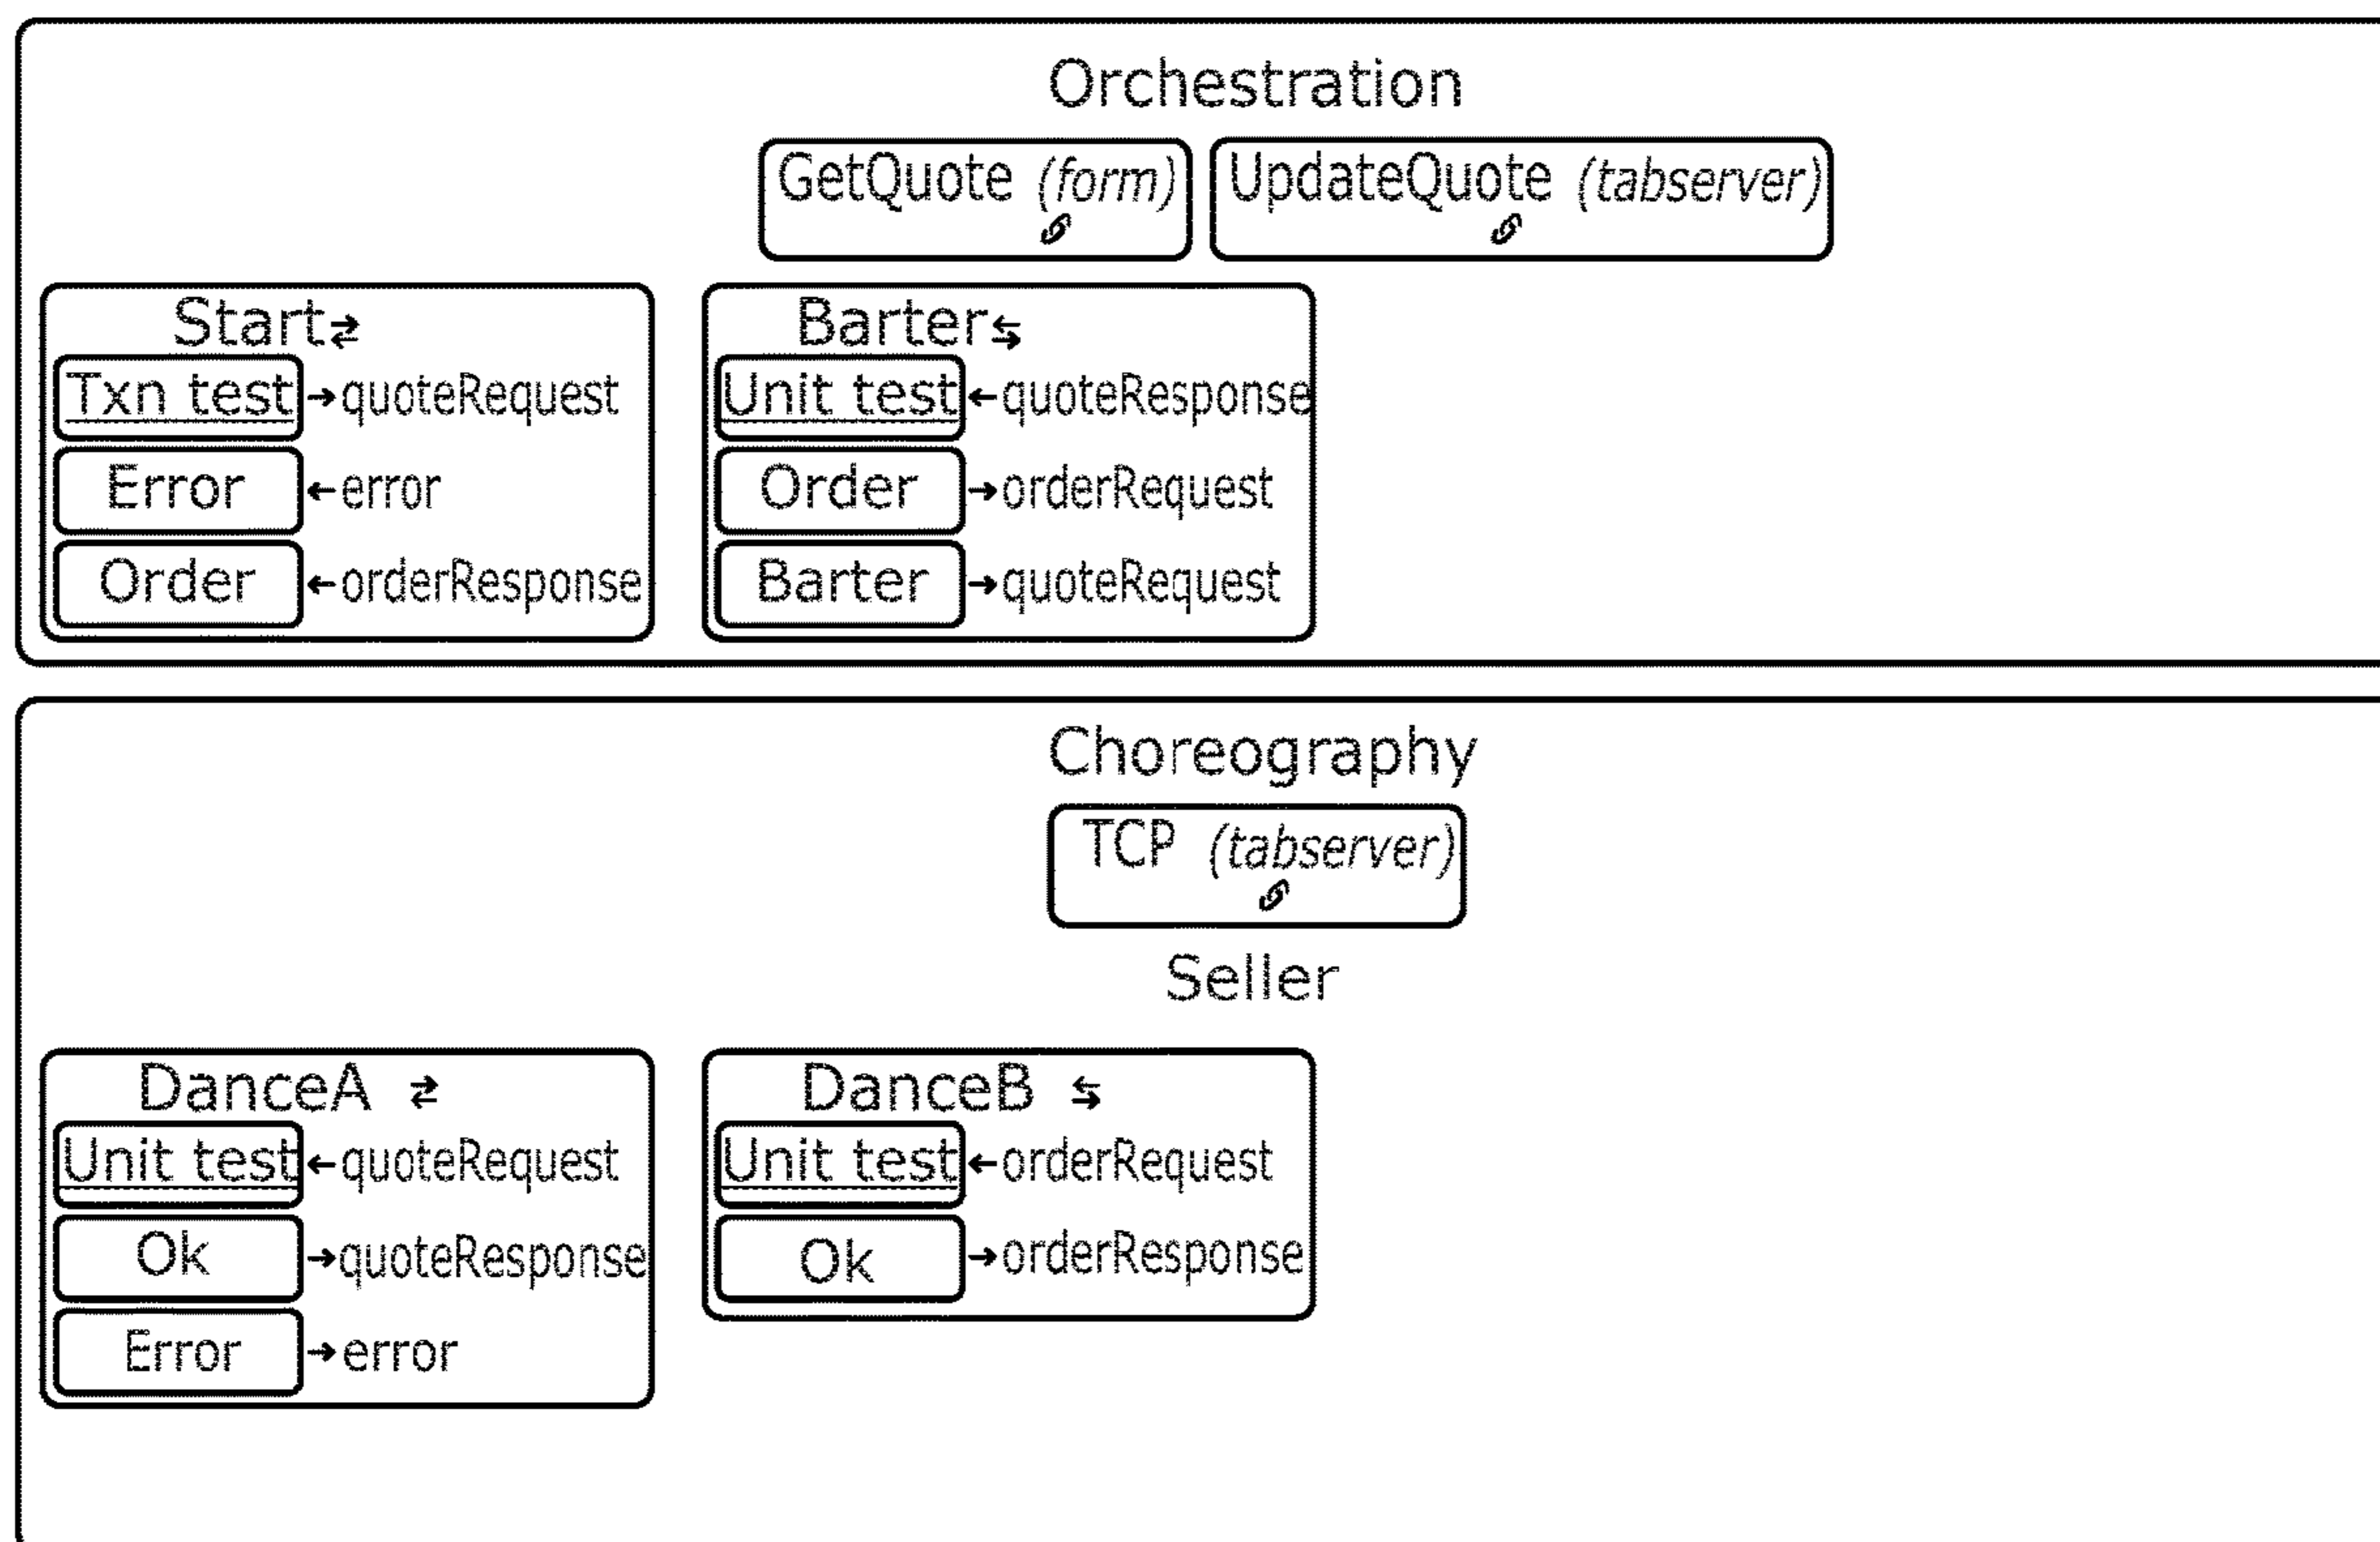 Orchestration
GetQuote (form) UpdateQuote (tabserver)
Start⇄
Txn test →quoteRequest
Error ←error
Order ←orderResponse
Barter⇆
Unit test ←quoteResponse
Order →orderRequest
Barter →quoteRequest
Choreography
TCP (tabserver)
Seller
DanceA ⇄
Unit test ←quoteRequest
Ok →quoteResponse
Error →error
DanceB ⇆
Unit test ←orderRequest
Ok →orderResponse